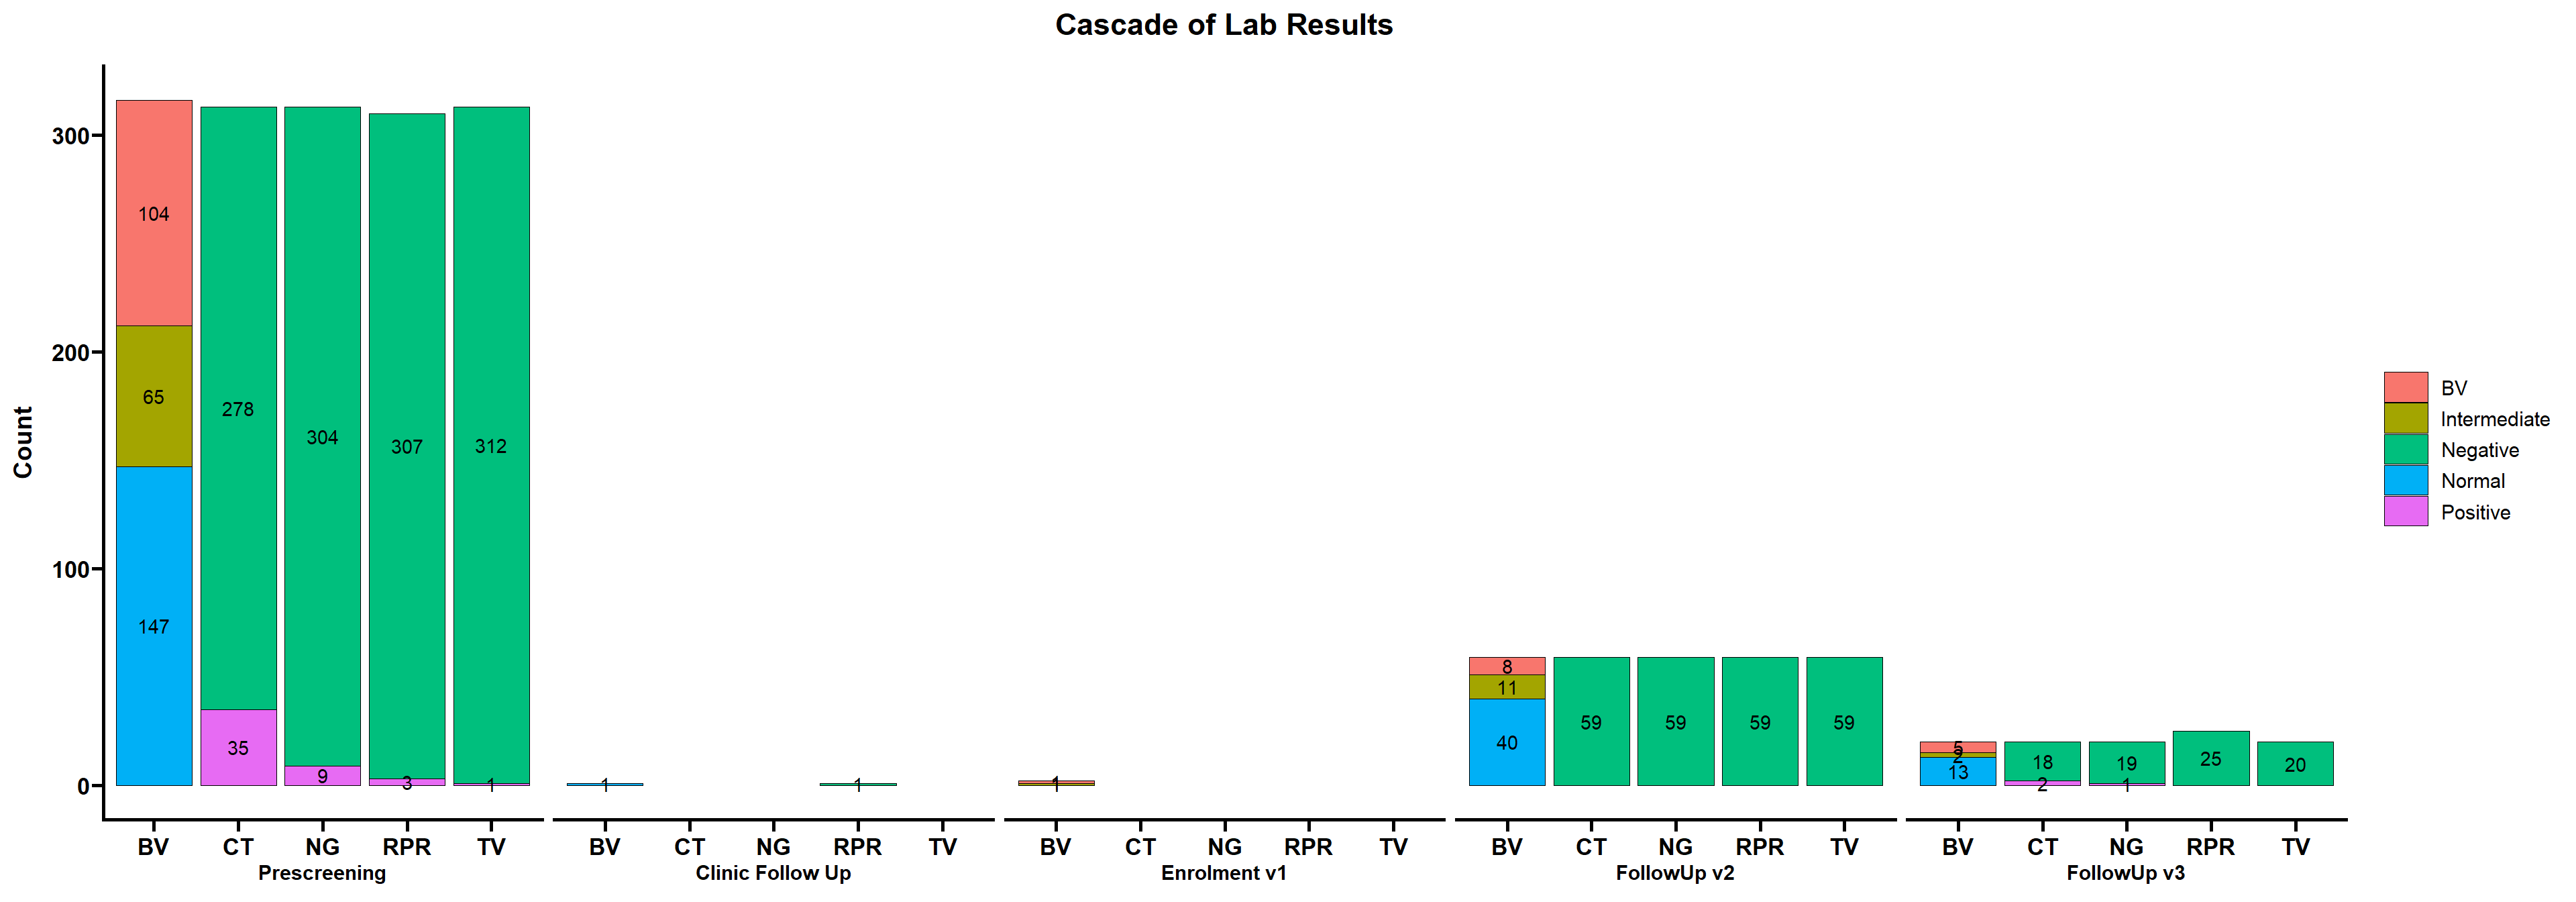 Cascade of Lab Results
Count
300
200
100
0
104
65
147
278
35
304
9
307
3
312
1
1
1
1
1
8
11
40
59
59
59
59
5
2
13
18
2
19
1
25
20
BV CT NG RPR TV
Prescreening
BV CT NG RPR TV
Clinic Follow Up
BV CT NG RPR TV
Enrolment v1
BV CT NG RPR TV
FollowUp v2
BV CT NG RPR TV
FollowUp v3
BV
Intermediate
Negative
Normal
Positive